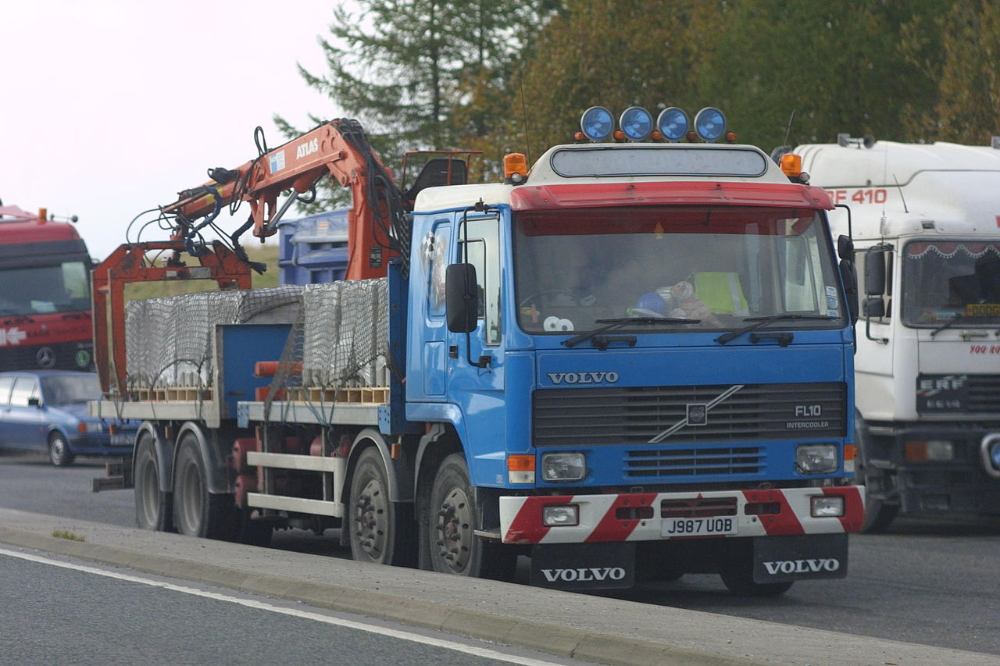 ATLAS
RF 410
VOLVO
FL10
INTERCOOLER
ERF
J987 UOB
VOLVO
VOLVO